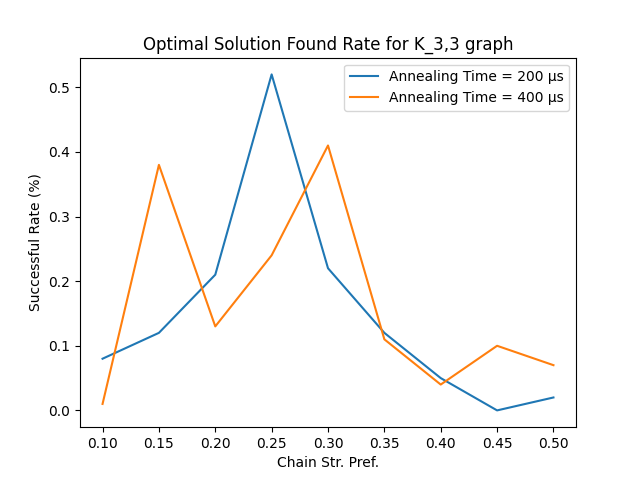 Optimal Solution Found Rate for K_3,3 graph
Annealing Time = 200 μs
Annealing Time = 400 μs
Successful Rate (%)
0.5
0.4
0.3
0.2
0.1
0.0
0.10 0.15 0.20 0.25 0.30 0.35 0.40 0.45 0.50
Chain Str. Pref.